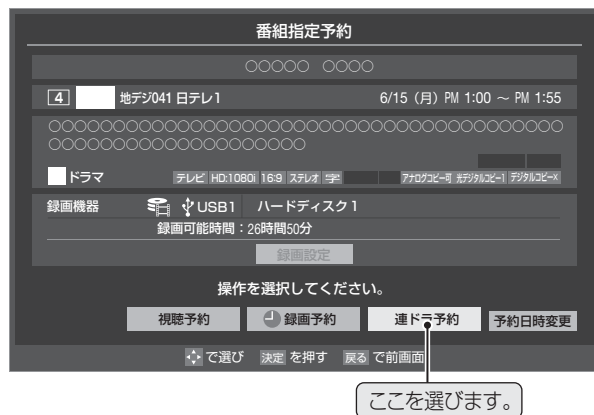 番組指定予約
○○○○○ ○○○○
4 地デジ041 日テレ1 6/15（月）PM 1:00 ～ PM 1:55
○○○○○○○○○○○○○○○○○○○○○○○○○○○○○○○○○○○○○○○○
○○○○○○○○○○○○○○○○○○○○
ドラマ テレビ HD:1080i 16:9 ステレオ 字 アナログコピー可 光デジタルコピー1 デジタルコピー×
録画機器 USB1 ハードディスク1
録画可能時間：26時間50分
録画設定
操作を選択してください。
視聴予約 録画予約 連ドラ予約 予約日時変更
で選び 決定 を押す 戻る で前画面
ここを選びます。